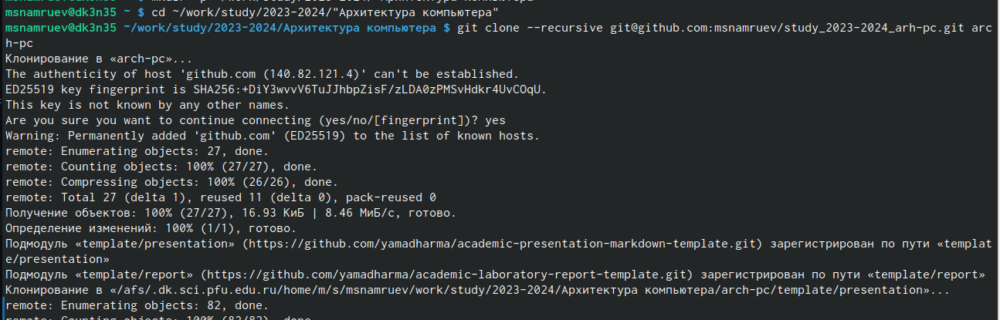 msnamruev@dk3n35 ~ $ cd ~/work/study/2023-2024/"Архитектура компьютера"
msnamruev@dk3n35 ~/work/study/2023-2024/Архитектура компьютера $ git clone --recursive git@github.com:msnamruev/study_2023-2024_arh-pc.git arc
h-pc
Клонирование в «arch-pc»...
The authenticity of host 'github.com (140.82.121.4)' can't be established.
ED25519 key fingerprint is SHA256:+DiY3wvvV6TuJJhbpZisF/zLDA0zPMSvHdkr4UvCOqU.
This key is not known by any other names.
Are you sure you want to continue connecting (yes/no/[fingerprint])? yes
Warning: Permanently added 'github.com' (ED25519) to the list of known hosts.
remote: Enumerating objects: 27, done.
remote: Counting objects: 100% (27/27), done.
remote: Compressing objects: 100% (26/26), done.
remote: Total 27 (delta 1), reused 11 (delta 0), pack-reused 0
Получение объектов: 100% (27/27), 16.93 КиБ | 8.46 МиБ/с, готово.
Определение изменений: 100% (1/1), готово.
Подмодуль «template/presentation» (https://github.com/yamadharma/academic-presentation-markdown-template.git) зарегистрирован по пути «templat
e/presentation»
Подмодуль «template/report» (https://github.com/yamadharma/academic-laboratory-report-template.git) зарегистрирован по пути «template/report»
Клонирование в «/afs/.dk.sci.pfu.edu.ru/home/m/s/msnamruev/work/study/2023-2024/Архитектура компьютера/arch-pc/template/presentation»...
remote: Enumerating objects: 82, done.
remote: Counting objects: 100% (82/82), done.